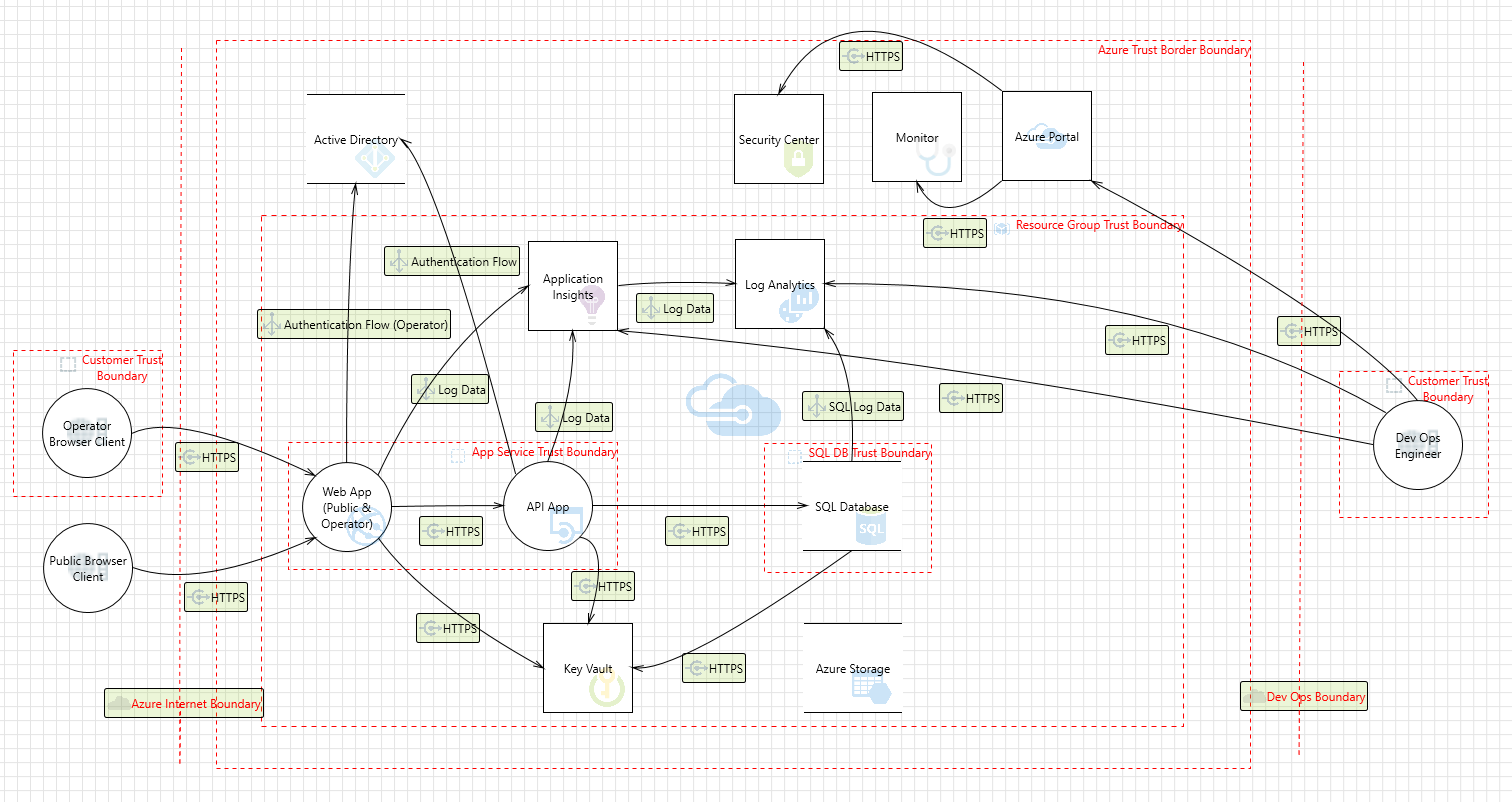 Azure Trust Border Boundary
HTTPS
Active Directory
Security Center
Monitor
Azure Portal
Resource Group Trust Boundary
HTTPS
Authentication Flow
Application
Insights
Log Analytics
Log Data
Authentication Flow (Operator)
HTTPS
HTTPS
Customer Trust
Boundary
Customer Trust
Boundary
Log Data
HTTPS
SQL Log Data
Log Data
Operator
Browser Client
HTTPS
App Service Trust Boundary
SQL DB Trust Boundary
Dev Ops
Engineer
Web App
(Public &
Operator)
API App
SQL Database
SQL
HTTPS
HTTPS
Public Browser
Client
HTTPS
HTTPS
HTTPS
Key Vault
HTTPS
Azure Storage
Azure Internet Boundary
Dev Ops Boundary